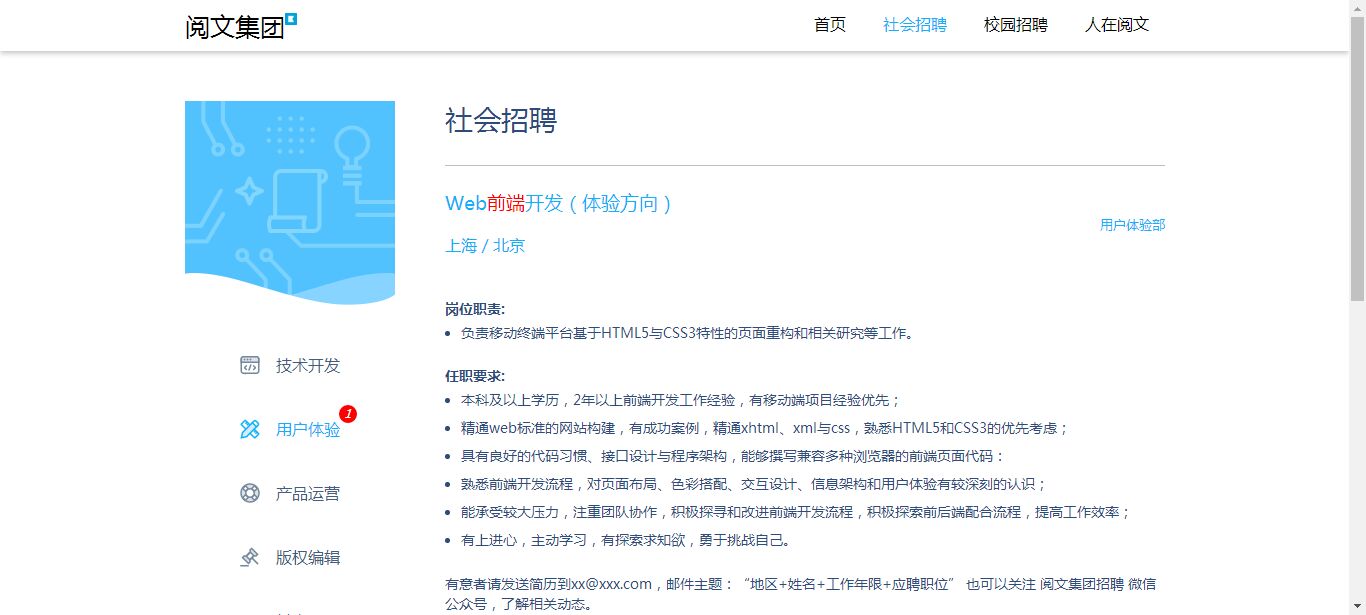 阅文集团
首页 社会招聘 校园招聘 人在阅文
社会招聘
Web前端开发（体验方向）
用户体验部
上海 / 北京
岗位职责:
• 负责移动终端平台基于HTML5与CSS3特性的页面重构和相关研究等工作。
任职要求:
• 本科及以上学历，2年以上前端开发工作经验，有移动端项目经验优先；
• 精通web标准的网站构建，有成功案例，精通xhtml、xml与css，熟悉HTML5和CSS3的优先考虑；
• 具有良好的代码习惯、接口设计与程序架构，能够撰写兼容多种浏览器的前端页面代码：
• 熟悉前端开发流程，对页面布局、色彩搭配、交互设计、信息架构和用户体验有较深刻的认识；
• 能承受较大压力，注重团队协作，积极探寻和改进前端开发流程，积极探索前后端配合流程，提高工作效率；
• 有上进心，主动学习，有探索求知欲，勇于挑战自己。
有意者请发送简历到xx@xxx.com，邮件主题：“地区+姓名+工作年限+应聘职位” 也可以关注 阅文集团招聘 微信
公众号，了解相关动态。
技术开发
用户体验 1
产品运营
版权编辑